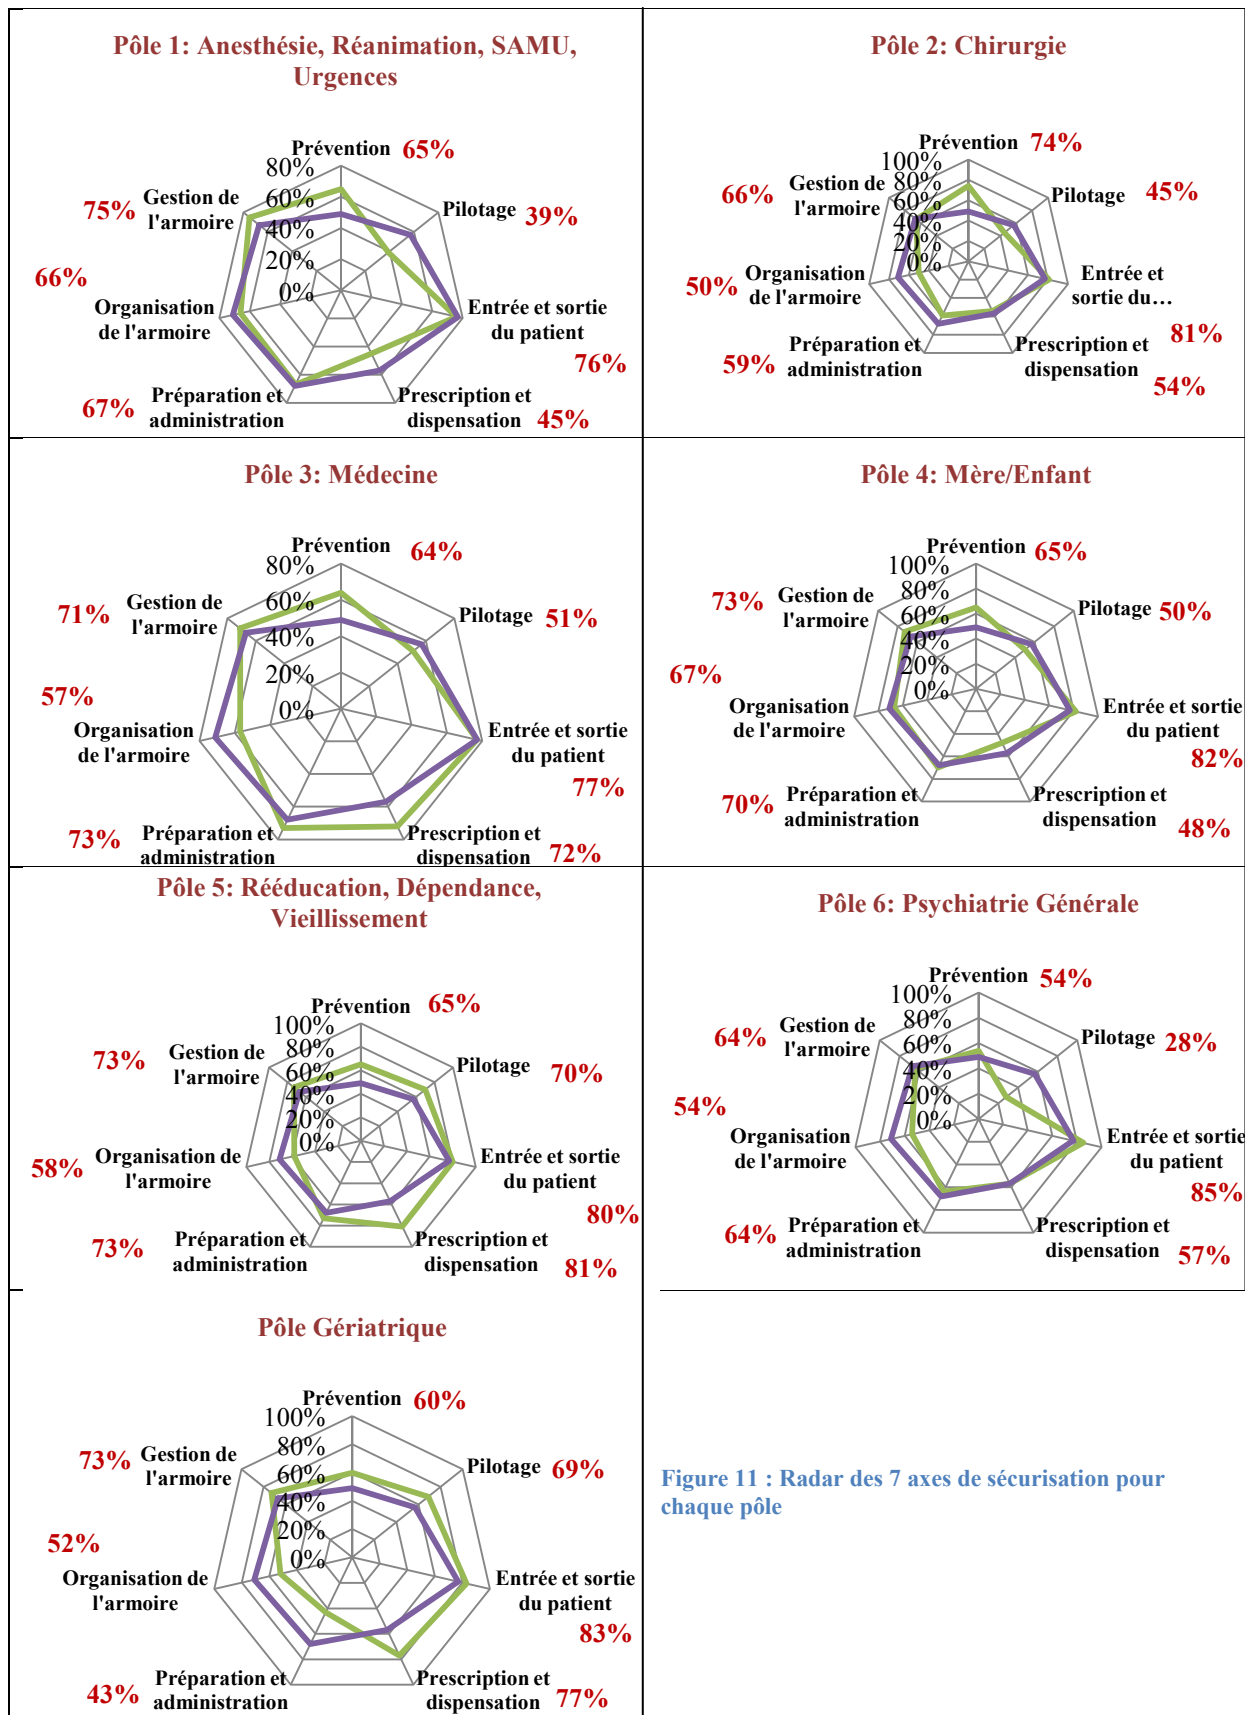 Pôle 1: Anesthésie, Réanimation, SAMU,
Urgences
Prévention 65%
80%
60%
40%
20%
0%
Gestion de
l'armoire
75%
Pilotage 39%
66%
Organisation
de l'armoire
Entrée et sortie
du patient
76%
Préparation et
administration
67%
Prescription et
dispensation
45%
Pôle 2: Chirurgie
Prévention 74%
100%
80%
60%
40%
20%
0%
66%
Gestion de
l'armoire
Pilotage
45%
50%
Organisation
de l'armoire
Entrée et
sortie du…
81%
Préparation et
administration
59%
Prescription et
dispensation
54%
Pôle 3: Médecine
Prévention 64%
80%
60%
40%
20%
0%
71%
Gestion de
l'armoire
Pilotage 51%
57%
Organisation
de l'armoire
Entrée et sortie
du patient
77%
Préparation et
administration
73%
Prescription et
dispensation
72%
Pôle 4: Mère/Enfant
Prévention 65%
100%
80%
60%
40%
20%
0%
73%
Gestion de
l'armoire
Pilotage 50%
67%
Organisation
de l'armoire
Entrée et sortie
du patient
82%
Préparation et
administration
70%
Prescription et
dispensation
48%
Pôle 5: Rééducation, Dépendance,
Vieillissement
Prévention 65%
100%
80%
60%
40%
20%
0%
73%
Gestion de
l'armoire
Pilotage 70%
58%
Organisation de
l'armoire
Entrée et sortie
du patient
80%
Préparation et
administration
73%
Prescription et
dispensation
81%
Pôle 6: Psychiatrie Générale
Prévention 54%
100%
80%
60%
40%
20%
0%
64%
Gestion de
l'armoire
Pilotage 28%
54%
Organisation
de l'armoire
Entrée et sortie
du patient
85%
Préparation et
administration
64%
Prescription et
dispensation
57%
Pôle Gériatrique
Prévention 60%
100%
80%
60%
40%
20%
0%
73%
Gestion de
l'armoire
Pilotage 69%
52%
Organisation de
l'armoire
Entrée et sortie
du patient
83%
Préparation et
administration
43%
Prescription et
dispensation
77%
Figure 11 : Radar des 7 axes de sécurisation pour
chaque pôle